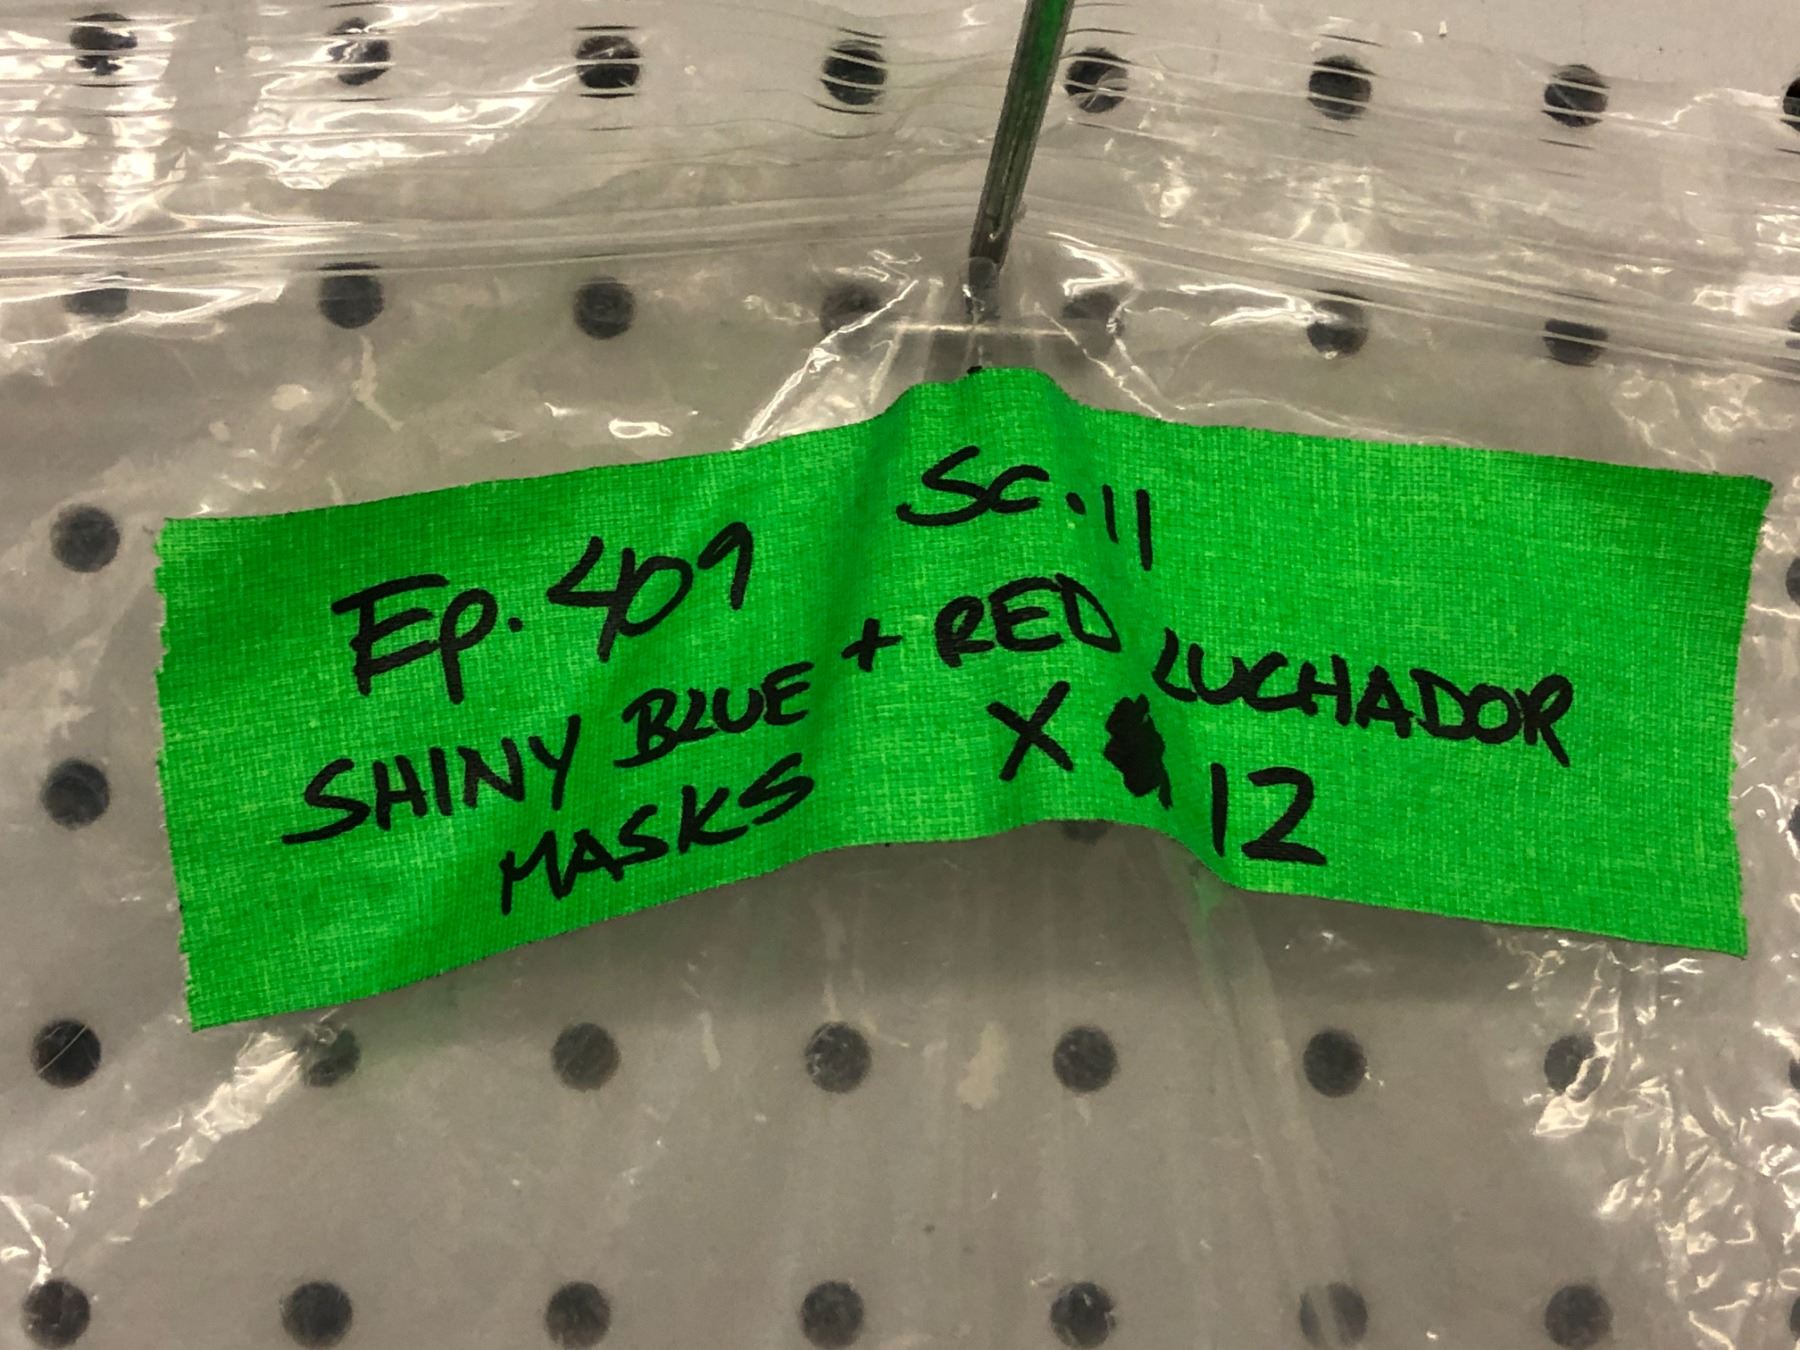 Ep. 409 Sc. 11
SHINY BLUE + RED LUCHADOR
MASKS X 12